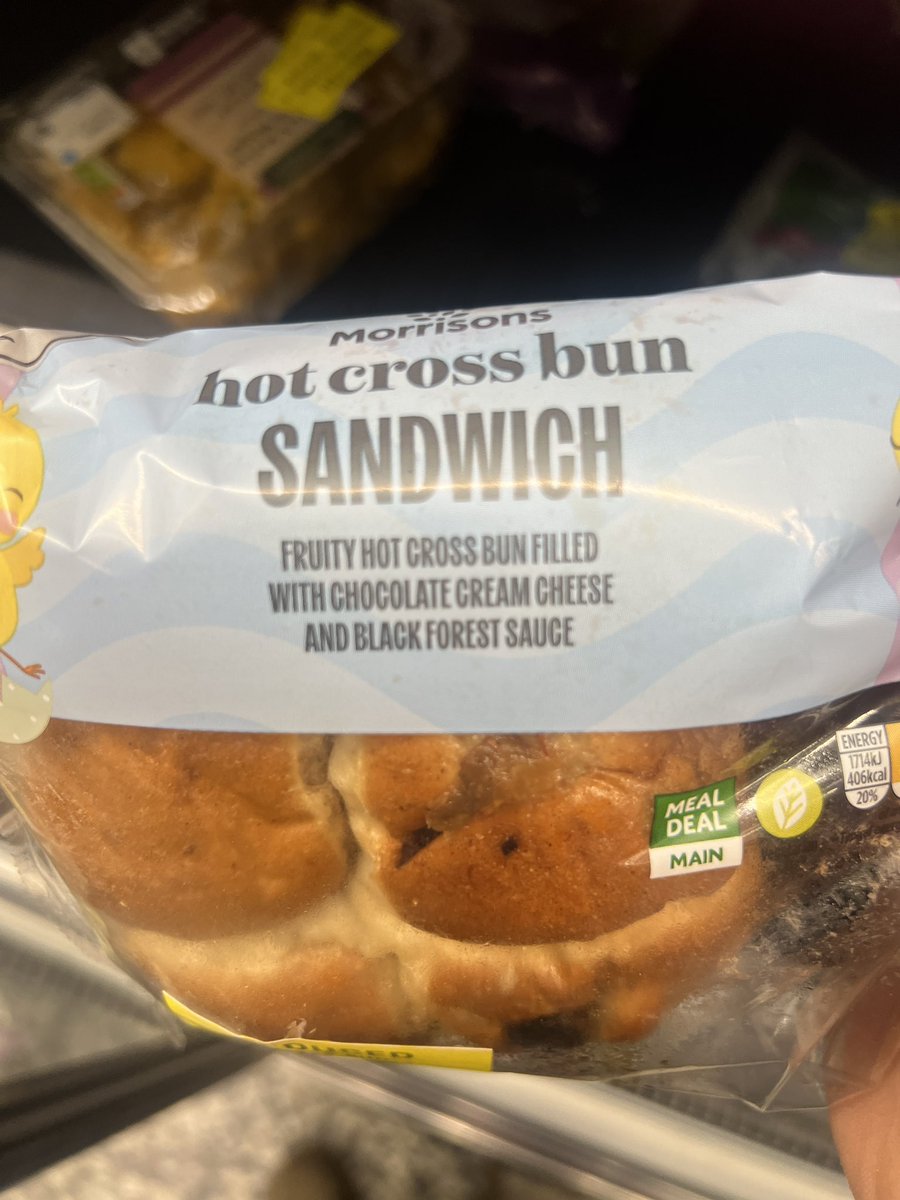 Morrisons
hot cross bun
SANDWICH
FRUITY HOT CROSS BUN FILLED
WITH CHOCOLATE CREAM CHEESE
AND BLACK FOREST SAUCE
MEAL
DEAL
MAIN
ENERGY
1714kJ
406kcal
20%